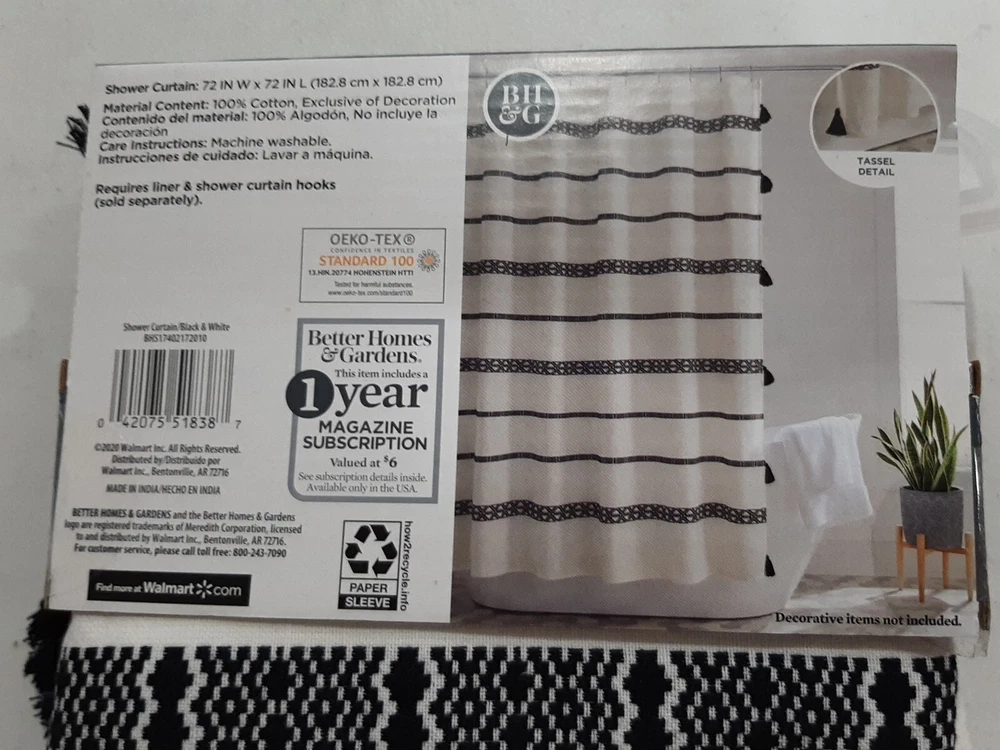 Shower Curtain: 72 IN W x 72 IN L (182.8 cm x 182.8 cm)
Material Content: 100% Cotton, Exclusive of Decoration
Contenido del material: 100% Algodón, No incluye la
decoración
Care Instructions: Machine washable.
Instrucciones de cuidado: Lavar a máquina.
Requires liner & shower curtain hooks
(sold separately).
OEKO-TEX®
CONFIDENCE IN TEXTILES
STANDARD 100
13.HIN.20774 HOHENSTEIN HTTI
Tested for harmful substances.
www.oeko-tex.com/standard100
Shower Curtain/Black & White
BHS17402172010
0 42075 51838 7
©2020 Walmart Inc. All Rights Reserved.
Distributed by/Distribuido por
Walmart Inc., Bentonville, AR 72716
MADE IN INDIA/HECHO EN INDIA
BETTER HOMES & GARDENS and the Better Homes & Gardens
logo are registered trademarks of Meredith Corporation, licensed
to and distributed by Walmart Inc., Bentonville, AR 72716.
For customer service, please call toll free: 800-243-7090
Find more at Walmart.com
Better Homes
& Gardens®
This item includes a
1 year
MAGAZINE
SUBSCRIPTION
Valued at $6
See subscription details inside.
Available only in the USA.
PAPER
SLEEVE
how2recycle.info
BH
&G
TASSEL
DETAIL
Decorative items not included.